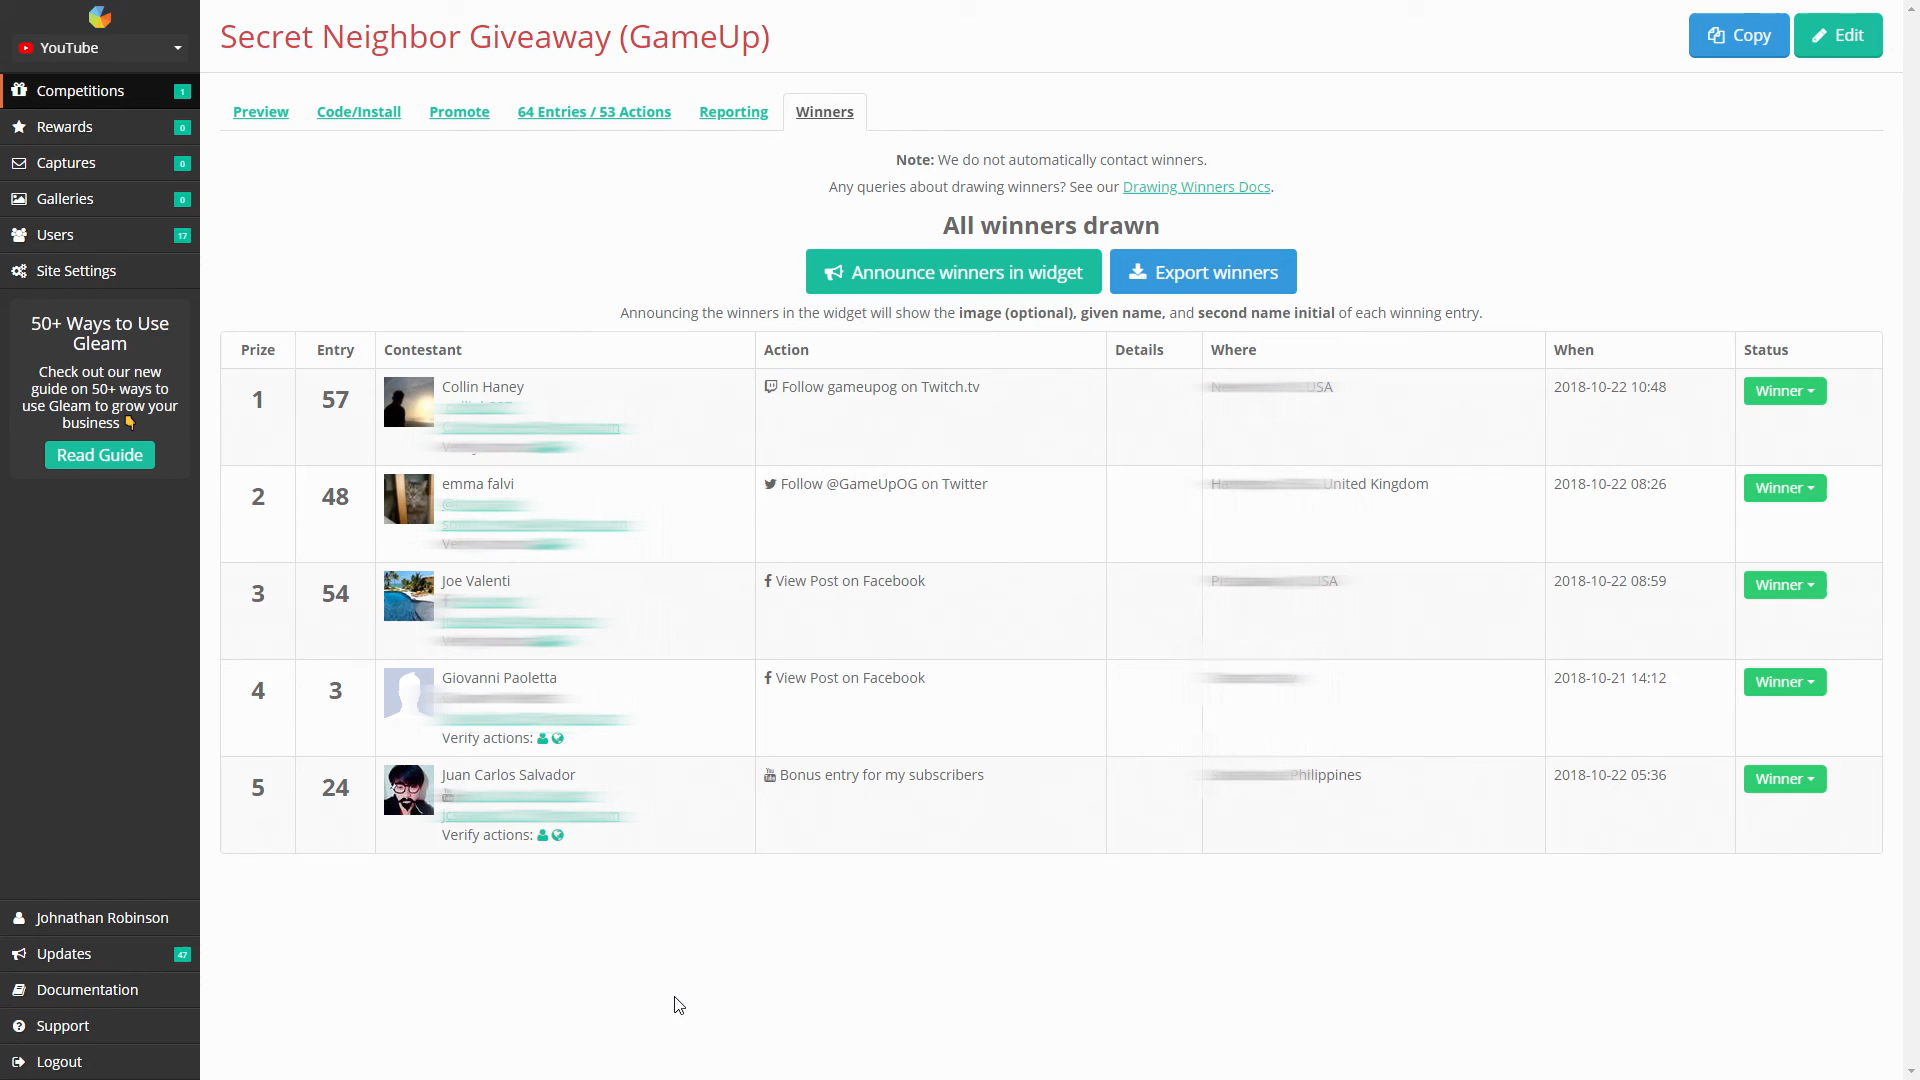 YouTube
Competitions 1
Rewards 0
Captures 0
Galleries 0
Users 17
Site Settings
50+ Ways to Use
Gleam
Check out our new
guide on 50+ ways to
use Gleam to grow your
business
Read Guide
Johnathan Robinson
Updates 47
Documentation
Support
Logout
Secret Neighbor Giveaway (GameUp)
Copy Edit
Preview Code/Install Promote 64 Entries / 53 Actions Reporting Winners
Note: We do not automatically contact winners.
Any queries about drawing winners? See our Drawing Winners Docs.
All winners drawn
Announce winners in widget Export winners
Announcing the winners in the widget will show the image (optional), given name, and second name initial of each winning entry.
Prize Entry Contestant Action Details Where When Status
1 57 Collin Haney Follow gameupog on Twitch.tv USA 2018-10-22 10:48 Winner
2 48 emma falvi Follow @GameUpOG on Twitter United Kingdom 2018-10-22 08:26 Winner
3 54 Joe Valenti View Post on Facebook USA 2018-10-22 08:59 Winner
4 3 Giovanni Paoletta View Post on Facebook 2018-10-21 14:12 Winner
Verify actions:
5 24 Juan Carlos Salvador Bonus entry for my subscribers Philippines 2018-10-22 05:36 Winner
Verify actions: